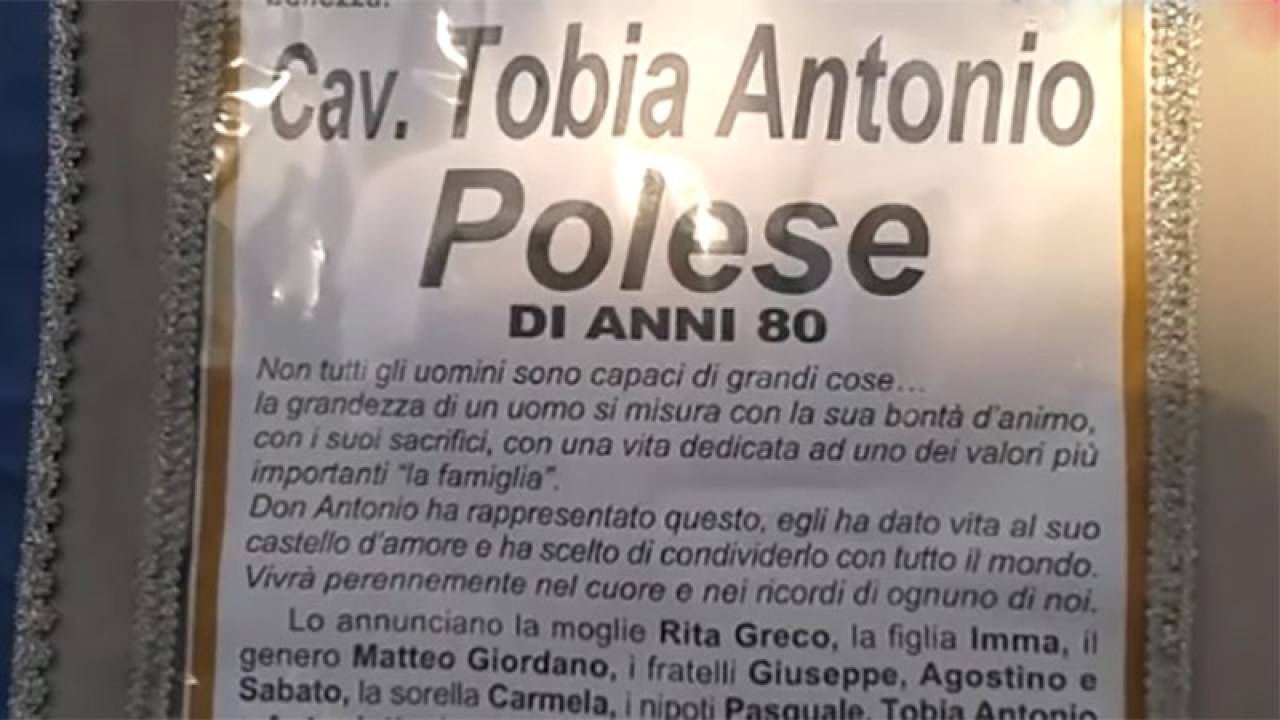 Cav. Tobia Antonio
Polese
DI ANNI 80
Non tutti gli uomini sono capaci di grandi cose...
la grandezza di un uomo si misura con la sua bontà d'animo,
con i suoi sacrifici, con una vita dedicata ad uno dei valori più
importanti "la famiglia".
Don Antonio ha rappresentato questo, egli ha dato vita al suo
castello d'amore e ha scelto di condividerlo con tutto il mondo.
Vivrà perennemente nel cuore e nei ricordi di ognuno di noi.
Lo annunciano la moglie Rita Greco, la figlia Imma, il
genero Matteo Giordano, i fratelli Giuseppe, Agostino e
Sabato, la sorella Carmela, i nipoti Pasquale, Tobia Antonio